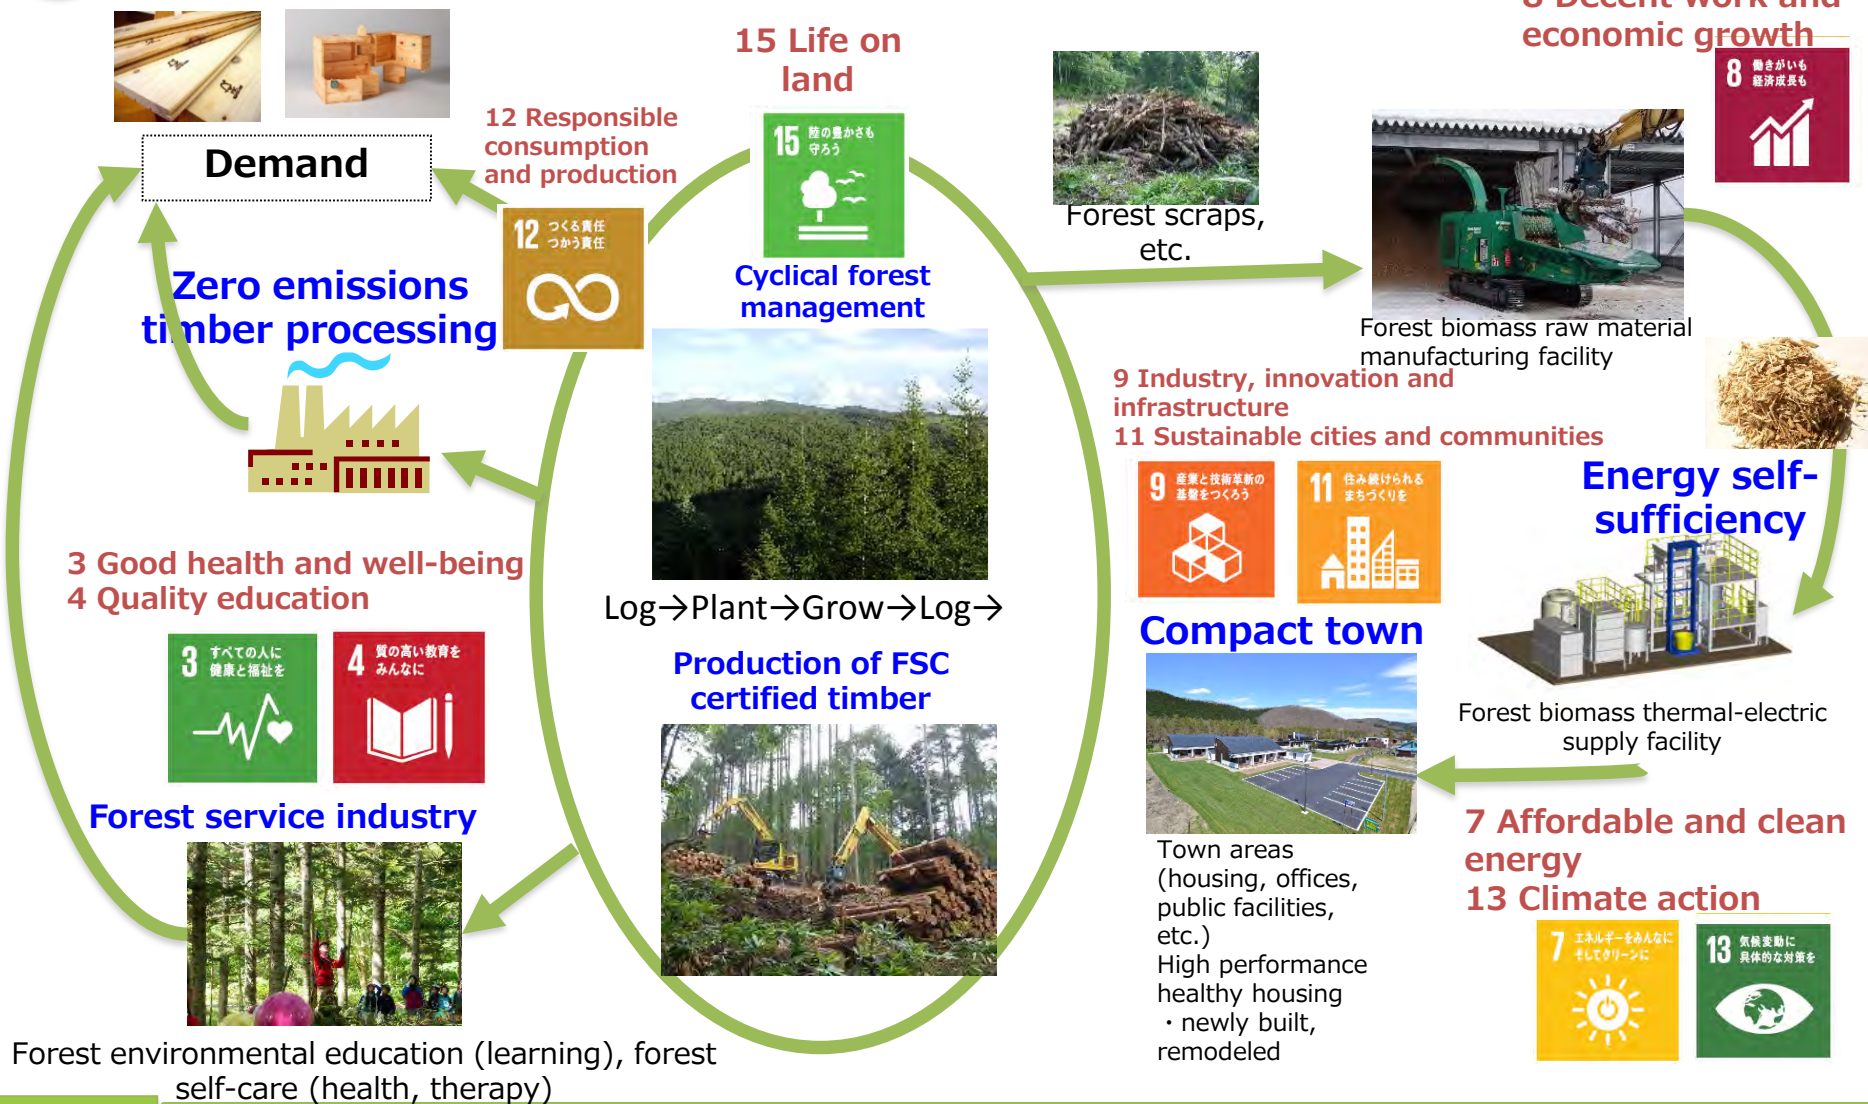 8 Decent work and
economic growth
8 働きがいも
経済成長も
15 Life on
land
15 陸の豊かさも
守ろう
12 Responsible
consumption
and production
12 つくる責任
つかう責任
Demand
Zero emissions
timber processing
Cyclical forest
management
Forest scraps,
etc.
Forest biomass raw material
manufacturing facility
9 Industry, innovation and
infrastructure
11 Sustainable cities and communities
9 産業と技術革新の
基盤をつくろう
11 住み続けられる
まちづくりを
Energy self-
sufficiency
3 Good health and well-being
4 Quality education
3 すべての人に
健康と福祉を
4 質の高い教育を
みんなに
Log→Plant→Grow→Log→
Production of FSC
certified timber
Compact town
Forest biomass thermal-electric
supply facility
Forest service industry
Town areas
(housing, offices,
public facilities,
etc.)
High performance
healthy housing
・newly built,
remodeled
7 Affordable and clean
energy
13 Climate action
7 エネルギーをみんなに
そしてクリーンに
13 気候変動に
具体的な対策を
Forest environmental education (learning), forest
self-care (health, therapy)